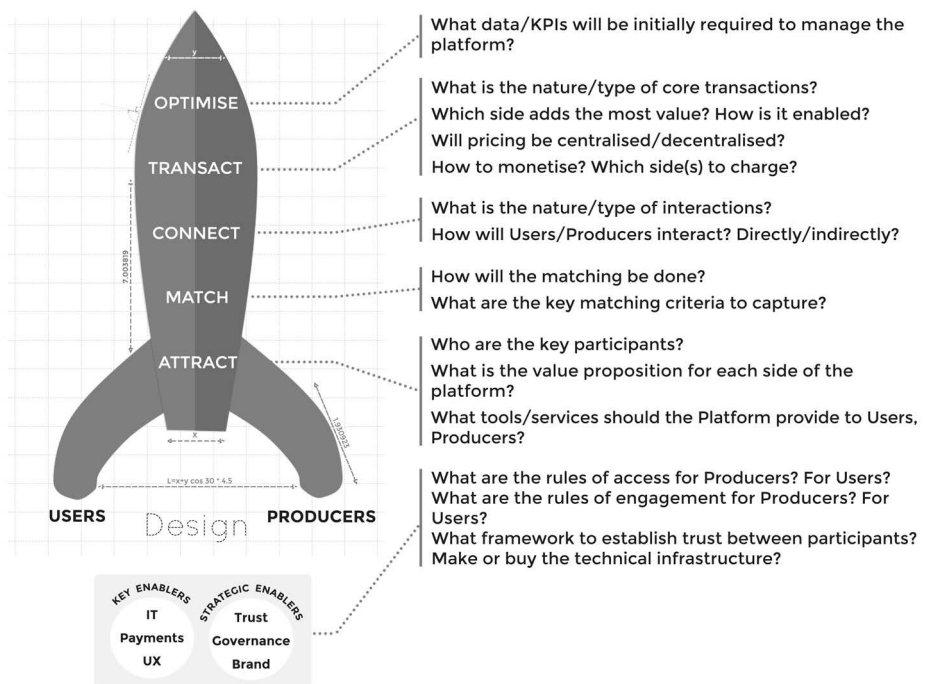 What data/KPIs will be initially required to manage the
platform?
y
OPTIMISE
What is the nature/type of core transactions?
Which side adds the most value? How is it enabled?
Will pricing be centralised/decentralised?
How to monetise? Which side(s) to charge?
TRANSACT
What is the nature/type of interactions?
How will Users/Producers interact? Directly/indirectly?
CONNECT
7.003819
How will the matching be done?
What are the key matching criteria to capture?
MATCH
Who are the key participants?
What is the value proposition for each side of the
platform?
What tools/services should the Platform provide to Users,
Producers?
ATTRACT
1.930923
X
L=x+y cos 30 * 4.5
USERS
Design
PRODUCERS
What are the rules of access for Producers? For Users?
What are the rules of engagement for Producers? For
Users?
What framework to establish trust between participants?
Make or buy the technical infrastructure?
KEY ENABLERS
IT
Payments
UX
STRATEGIC ENABLERS
Trust
Governance
Brand